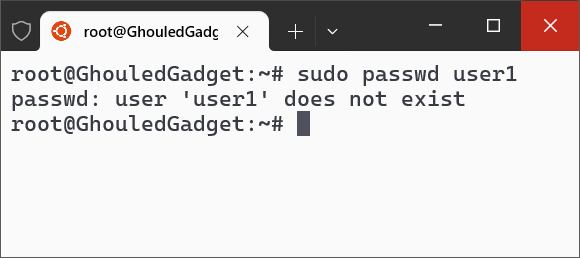 root@GhouledGadg
root@GhouledGadget:~# sudo passwd user1
passwd: user 'user1' does not exist
root@GhouledGadget:~#